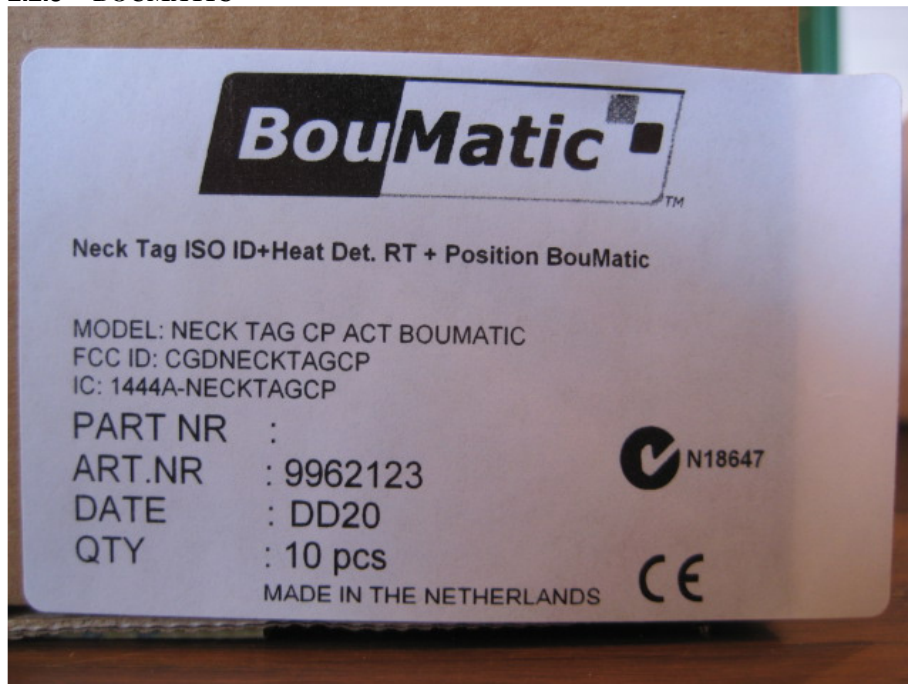 BouMatic
TM
Neck Tag ISO ID+Heat Det. RT + Position BouMatic
MODEL: NECK TAG CP ACT BOUMATIC
FCC ID: CGDNECKTAGCP
IC: 1444A-NECKTAGCP
PART NR :
ART.NR : 9962123
N18647
DATE : DD20
QTY : 10 pcs
MADE IN THE NETHERLANDS
CE